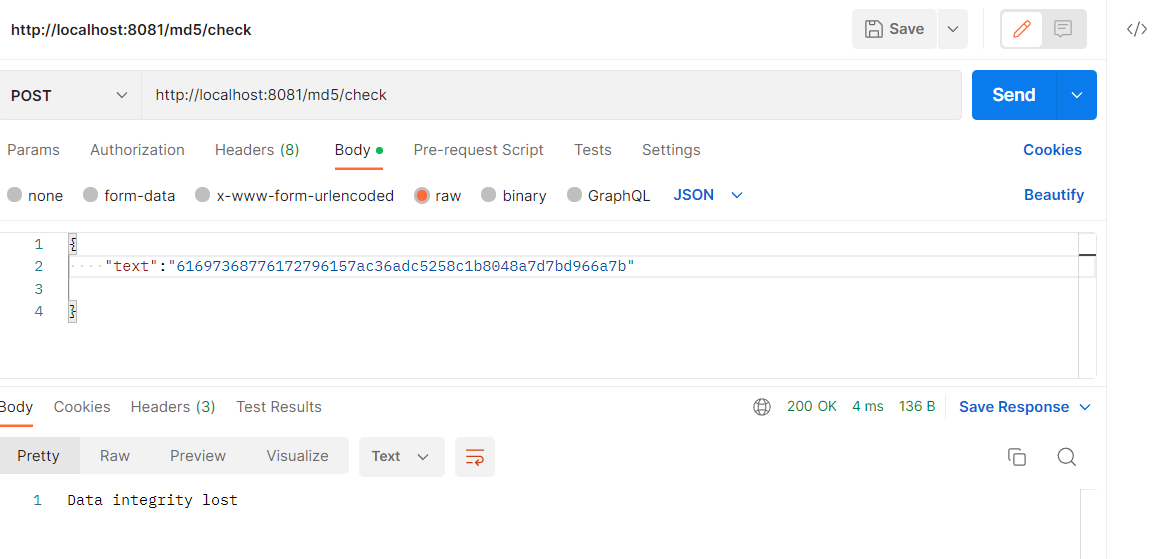 http://localhost:8081/md5/check
Save
</>
POST
http://localhost:8081/md5/check
Send
Params Authorization Headers (8) Body Pre-request Script Tests Settings Cookies
none form-data x-www-form-urlencoded raw binary GraphQL JSON Beautify
1 {
2 "text":"61697368776172796157ac36adc5258c1b8048a7d7bd966a7b"
3
4 }
Body Cookies Headers (3) Test Results 200 OK 4 ms 136 B Save Response
Pretty Raw Preview Visualize Text
1 Data integrity lost